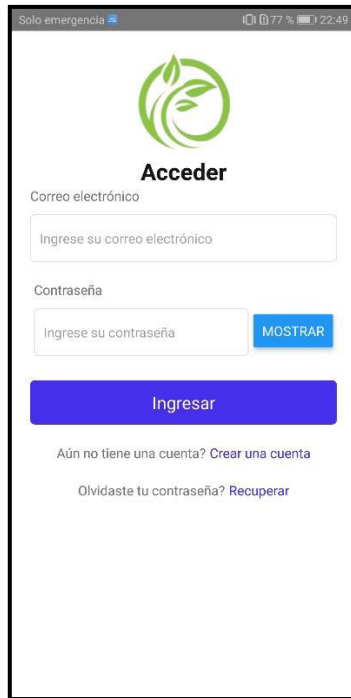 Solo emergencia 77 % 22:49
Acceder
Correo electrónico
Ingrese su correo electrónico
Contraseña
Ingrese su contraseña MOSTRAR
Ingresar
Aún no tiene una cuenta? Crear una cuenta
Olvidaste tu contraseña? Recuperar